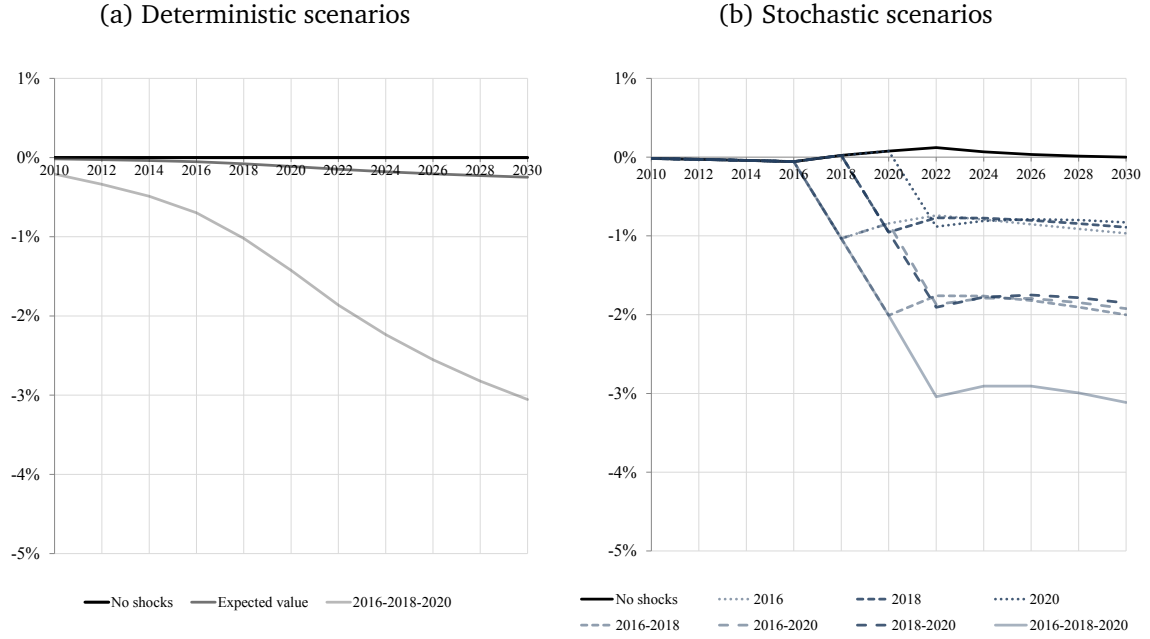 (a) Deterministic scenarios
1%
0%
-1%
-2%
-3%
-4%
-5%
2010 2012 2014 2016 2018 2020 2022 2024 2026 2028 2030
No shocks Expected value 2016-2018-2020
(b) Stochastic scenarios
1%
0%
-1%
-2%
-3%
-4%
-5%
2010 2012 2014 2016 2018 2020 2022 2024 2026 2028 2030
No shocks 2016 2018 2020
2016-2018 2016-2020 2018-2020 2016-2018-2020